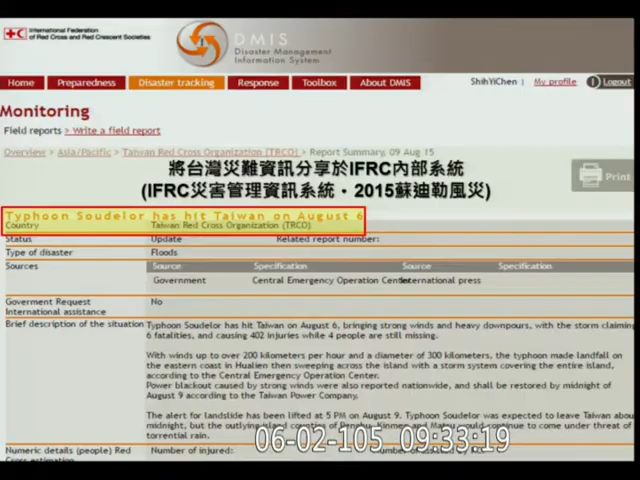 International Federation
of Red Cross and Red Crescent Societies
DMIS
Disaster Management
Information System
Home Preparedness Disaster tracking Response Toolbox About DMIS ShihYiChen | My profile Logout
Monitoring
Field reports > Write a field report
Overview > Asia/Pacific > Taiwan Red Cross Organization (TRCO) > Report Summary, 09 Aug 15
將台灣災難資訊分享於IFRC內部系統
(IFRC災害管理資訊系統‧2015蘇迪勒風災)
Print
Typhoon Soudelor has hit Taiwan on August 6
Country Taiwan Red Cross Organization (TRCO)
Status Update Related report number:
Type of disaster Floods
Sources Source Specification Source Specification
Government Central Emergency Operation Center International press
Goverment Request No
International assistance
Brief description of the situation Typhoon Soudelor has hit Taiwan on August 6, bringing strong winds and heavy downpours, with the storm claiming
6 fatalities, and causing 402 injuries while 4 people are still missing.
With winds up to over 200 kilometers per hour and a diameter of 300 kilometers, the typhoon made landfall on
the eastern coast in Hualien then sweeping across the island with a storm system covering the entire island,
according to the Central Emergency Operation Center.
Power blackout caused by strong winds were also reported nationwide, and shall be restored by midnight of
August 9 according to the Taiwan Power Company.
The alert for landslide has been lifted at 5 PM on August 9. Typhoon Soudelor was expected to leave Taiwan about
midnight, but the outlying island counties of Penghu, Kinmen and Matsu would continue to come under threat of
torrential rain.
06-02-105 09:33:19
Numeric details (people) Red Number of injured:
Cross estimation